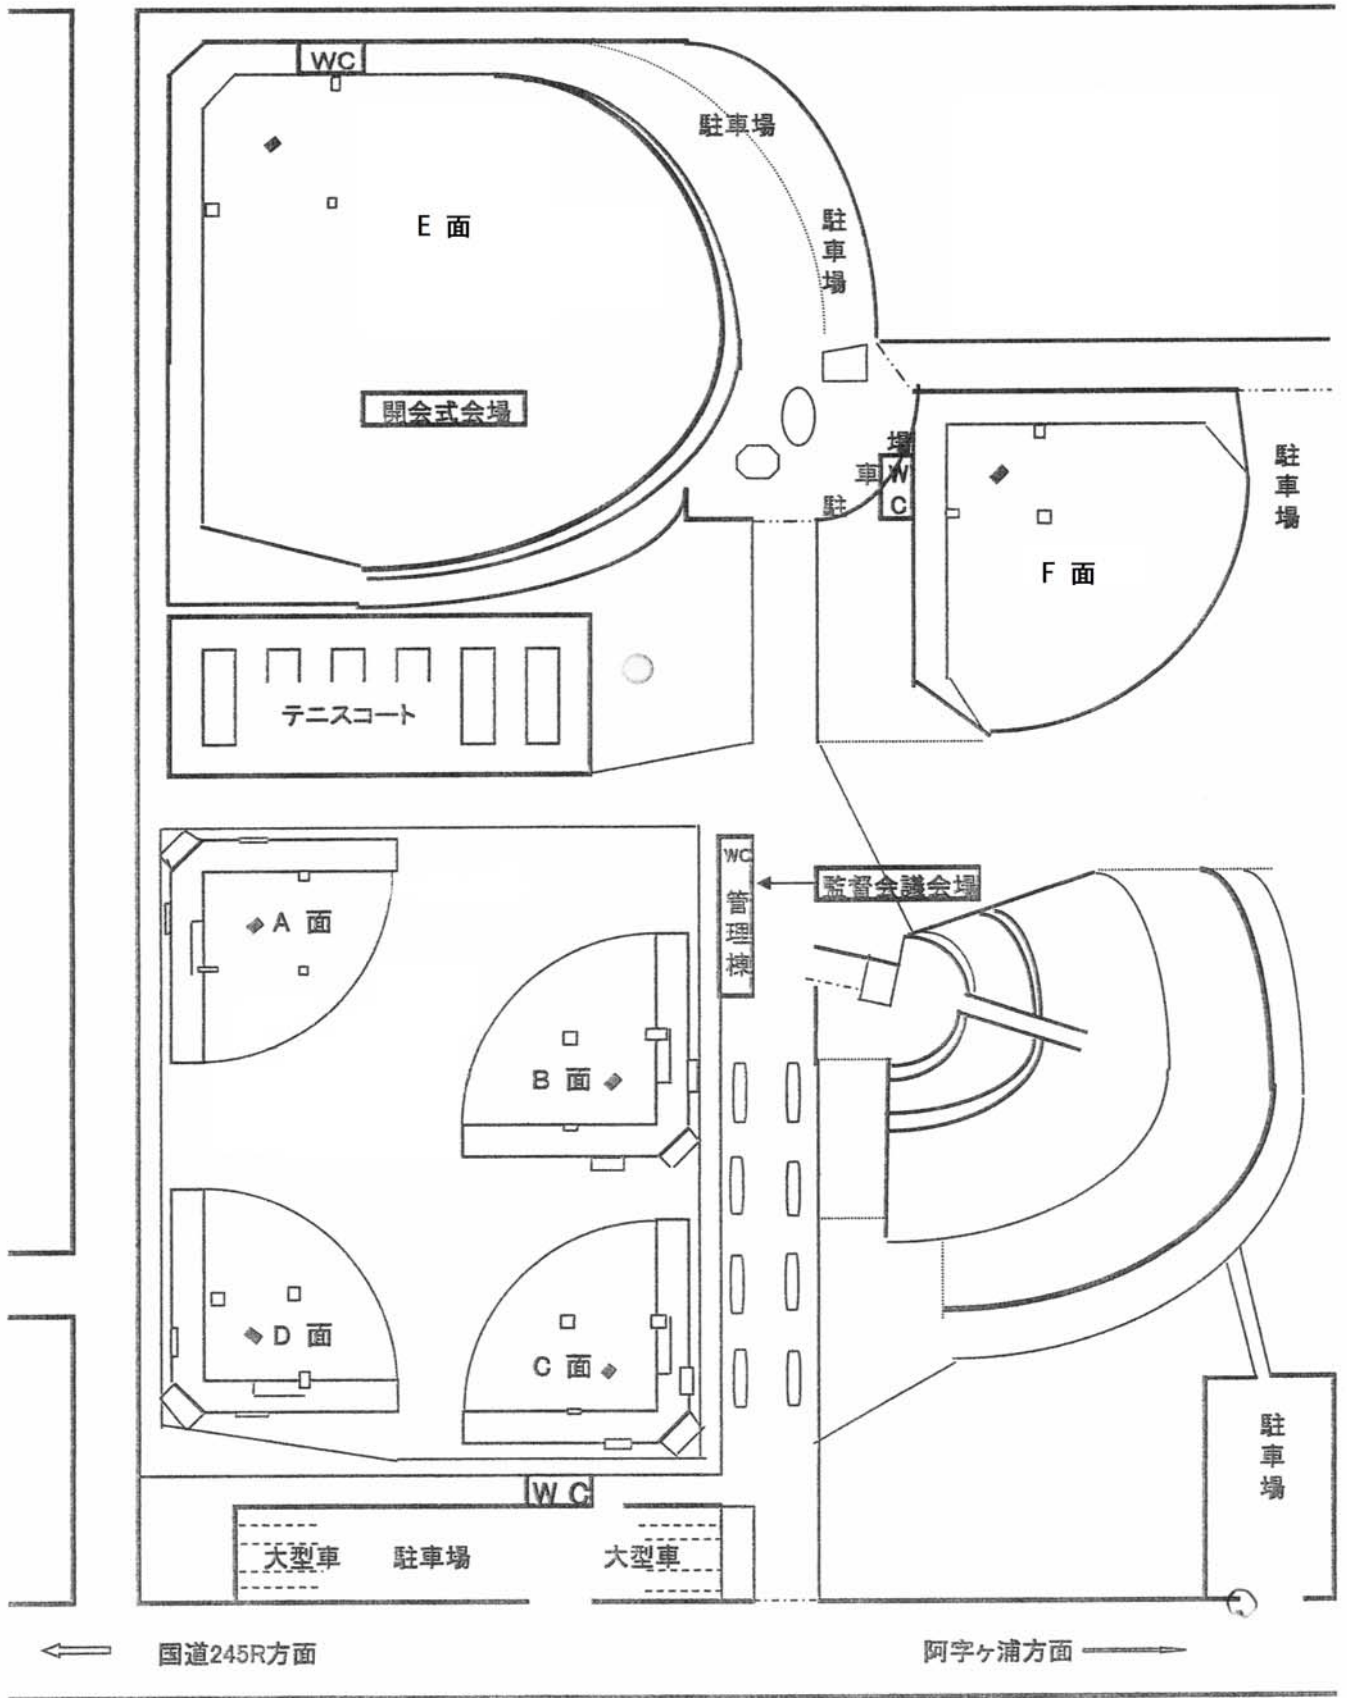 WC
駐車場
駐車場
E 面
開会式会場
駐車場
WC
駐車場
F 面
テニスコート
WC
管理棟
監督会議会場
A 面
B 面
D 面
C 面
駐車場
W C
大型車
駐車場
大型車
国道245R方面
阿字ヶ浦方面